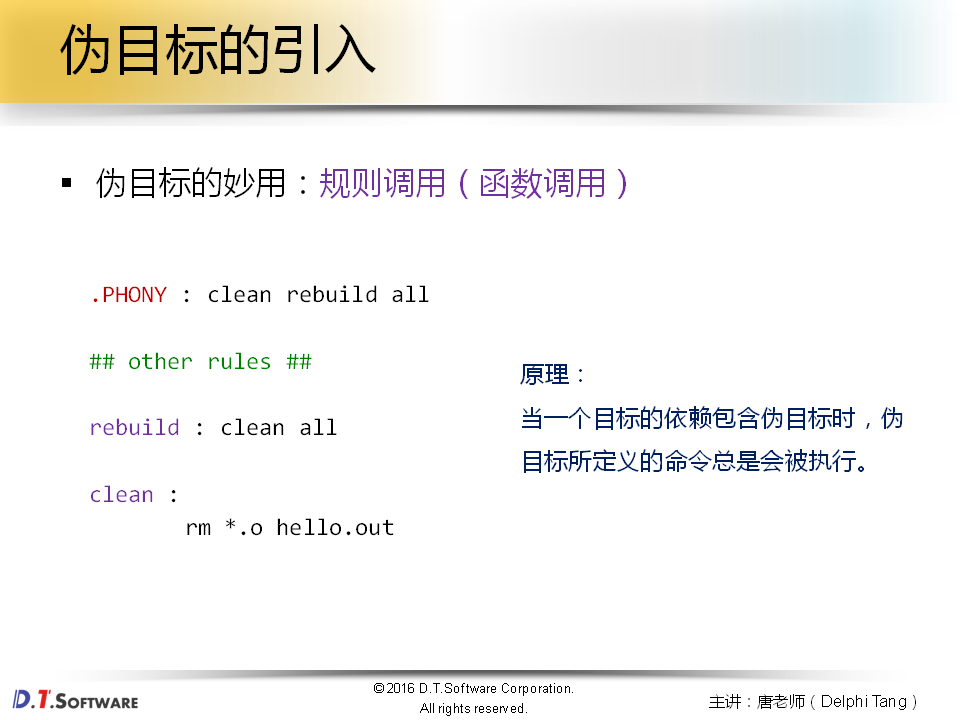 伪目标的引入
▪ 伪目标的妙用：规则调用（函数调用）
.PHONY : clean rebuild all
## other rules ##
rebuild : clean all
clean :
rm *.o hello.out
原理：
当一个目标的依赖包含伪目标时，伪
目标所定义的命令总是会被执行。
D.T.SOFTWARE
©2016 D.T.Software Corporation.
All rights reserved.
主讲：唐老师（Delphi Tang）